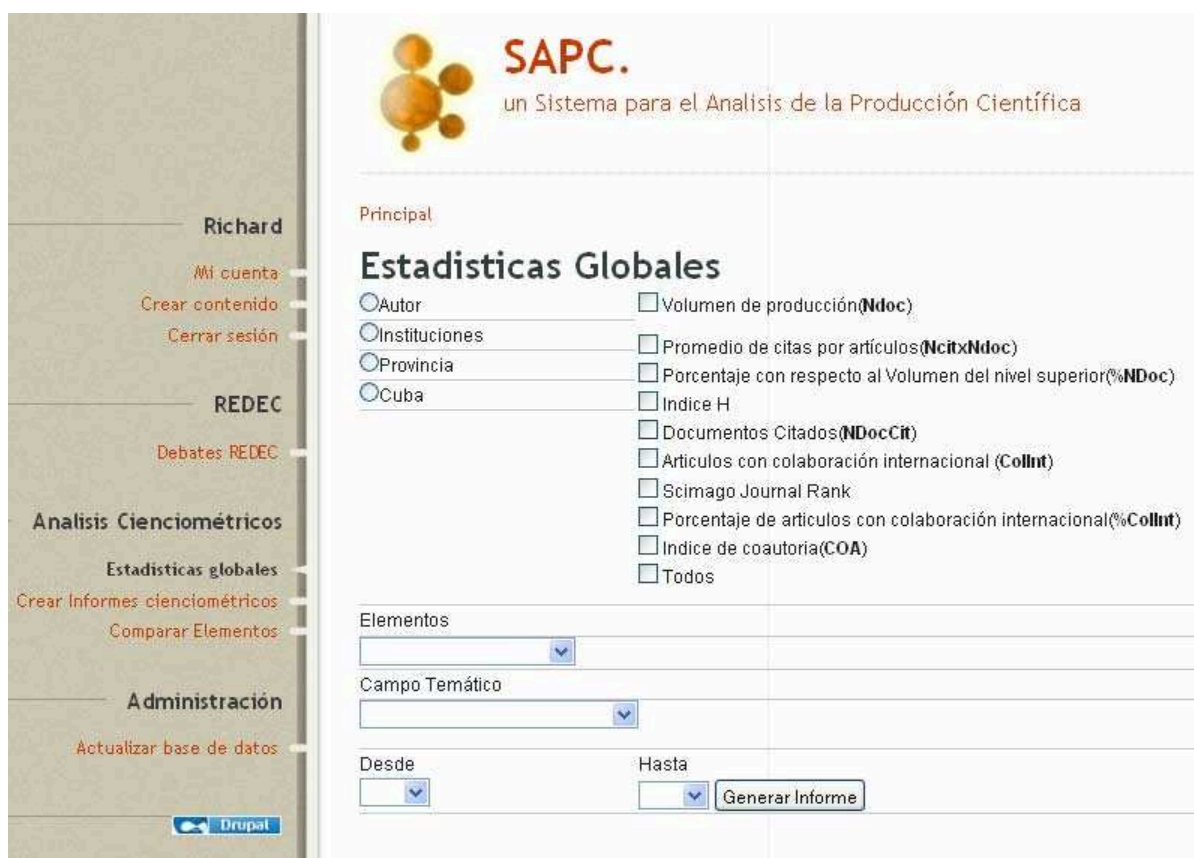 SAPC.
un Sistema para el Analisis de la Producción Científica
Richard
Mi cuenta
Crear contenido
Cerrar sesión
REDEC
Debates REDEC
Analisis Cienciométricos
Estadisticas globales
Crear Informes cienciométricos
Comparar Elementos
Administración
Actualizar base de datos
Drupal
Principal
Estadisticas Globales
Autor
Instituciones
Provincia
Cuba
Volumen de producción(Ndoc)
Promedio de citas por artículos(NcitxNdoc)
Porcentaje con respecto al Volumen del nivel superior(%NDoc)
Indice H
Documentos Citados(NDocCit)
Articulos con colaboración internacional (ColInt)
Scimago Journal Rank
Porcentaje de articulos con colaboración internacional(%ColInt)
Indice de coautoria(COA)
Todos
Elementos
Campo Temático
Desde
Hasta
Generar Informe